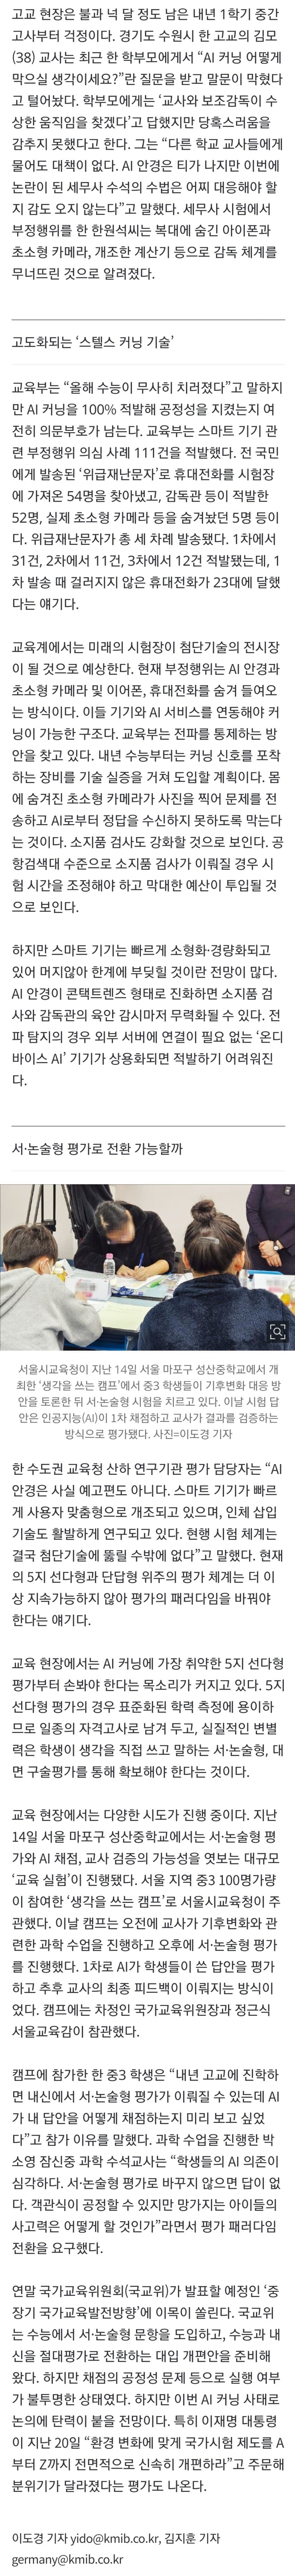 고교 현장은 불과 넉 달 정도 남은 내년 1학기 중간
고사부터 걱정이다. 경기도 수원시 한 고교의 김모
(38) 교사는 최근 한 학부모에게서 “AI 커닝 어떻게
막으실 생각이세요?”란 질문을 받고 말문이 막혔다
고 털어놨다. 학부모에게는 ‘교사와 보조감독이 수
상한 움직임을 찾겠다’고 답했지만 당혹스러움을
감추지 못했다고 한다. 그는 “다른 학교 교사들에게
물어도 대책이 없다. AI 안경은 티가 나지만 이번에
논란이 된 세무사 수석의 수법은 어찌 대응해야 할
지 감도 오지 않는다”고 말했다. 세무사 시험에서
부정행위를 한 한원석씨는 복대에 숨긴 아이폰과
초소형 카메라, 개조한 계산기 등으로 감독 체계를
무너뜨린 것으로 알려졌다.
고도화되는 ‘스텔스 커닝 기술’
교육부는 “올해 수능이 무사히 치러졌다”고 말하지
만 AI 커닝을 100% 적발해 공정성을 지켰는지 여
전히 의문부호가 남는다. 교육부는 스마트 기기 관
련 부정행위 의심 사례 111건을 적발했다. 전 국민
에게 발송된 ‘위급재난문자’로 휴대전화를 시험장
에 가져온 54명을 찾아냈고, 감독관 등이 적발한
52명, 실제 초소형 카메라 등을 숨겨놨던 5명 등이
다. 위급재난문자가 총 세 차례 발송됐다. 1차에서
31건, 2차에서 11건, 3차에서 12건 적발됐는데, 1
차 발송 때 걸러지지 않은 휴대전화가 23대에 달했
다는 얘기다.
교육계에서는 미래의 시험장이 첨단기술의 전시장
이 될 것으로 예상한다. 현재 부정행위는 AI 안경과
초소형 카메라 및 이어폰, 휴대전화를 숨겨 들여오
는 방식이다. 이들 기기와 AI 서비스를 연동해야 커
닝이 가능한 구조다. 교육부는 전파를 통제하는 방
안을 찾고 있다. 내년 수능부터는 커닝 신호를 포착
하는 장비를 기술 실증을 거쳐 도입할 계획이다. 몸
에 숨겨진 초소형 카메라가 사진을 찍어 문제를 전
송하고 AI로부터 정답을 수신하지 못하도록 막는다
는 것이다. 소지품 검사도 강화할 것으로 보인다. 공
항검색대 수준으로 소지품 검사가 이뤄질 경우 시
험 시간을 조정해야 하고 막대한 예산이 투입될 것
으로 보인다.
하지만 스마트 기기는 빠르게 소형화·경량화되고
있어 머지않아 한계에 부딪힐 것이란 전망이 많다.
AI 안경이 콘택트렌즈 형태로 진화하면 소지품 검
사와 감독관의 육안 감시마저 무력화될 수 있다. 전
파 탐지의 경우 외부 서버에 연결이 필요 없는 ‘온디
바이스 AI’ 기기가 상용화되면 적발하기 어려워진
다.
서·논술형 평가로 전환 가능할까
서울시교육청이 지난 14일 서울 마포구 성산중학교에서 개
최한 ‘생각을 쓰는 캠프’에서 중3 학생들이 기후변화 대응 방
안을 토론한 뒤 서·논술형 시험을 치르고 있다. 이날 시험 답
안은 인공지능(AI)이 1차 채점하고 교사가 결과를 검증하는
방식으로 평가됐다. 사진=이도경 기자
한 수도권 교육청 산하 연구기관 평가 담당자는 “AI
안경은 사실 예고편도 아니다. 스마트 기기가 빠르
게 사용자 맞춤형으로 개조되고 있으며, 인체 삽입
기술도 활발하게 연구되고 있다. 현행 시험 체계는
결국 첨단기술에 뚫릴 수밖에 없다”고 말했다. 현재
의 5지 선다형과 단답형 위주의 평가 체계는 더 이
상 지속가능하지 않아 평가의 패러다임을 바꿔야
한다는 얘기다.
교육 현장에서는 AI 커닝에 가장 취약한 5지 선다형
평가부터 손봐야 한다는 목소리가 커지고 있다. 5지
선다형 평가의 경우 표준화된 학력 측정에 용이하
므로 일종의 자격고사로 남겨 두고, 실질적인 변별
력은 학생이 생각을 직접 쓰고 말하는 서·논술형, 대
면 구술평가를 통해 확보해야 한다는 것이다.
교육 현장에서는 다양한 시도가 진행 중이다. 지난
14일 서울 마포구 성산중학교에서는 서·논술형 평
가와 AI 채점, 교사 검증의 가능성을 엿보는 대규모
‘교육 실험’이 진행됐다. 서울 지역 중3 100명가량
이 참여한 ‘생각을 쓰는 캠프’로 서울시교육청이 주
관했다. 이날 캠프는 오전에 교사가 기후변화와 관
련한 과학 수업을 진행하고 오후에 서·논술형 평가
를 진행했다. 1차로 AI가 학생들이 쓴 답안을 평가
하고 추후 교사의 최종 피드백이 이뤄지는 방식이
었다. 캠프에는 차정인 국가교육위원장과 정근식
서울교육감이 참관했다.
캠프에 참가한 한 중3 학생은 “내년 고교에 진학하
면 내신에서 서·논술형 평가가 이뤄질 수 있는데 AI
가 내 답안을 어떻게 채점하는지 미리 보고 싶었
다”고 참가 이유를 말했다. 과학 수업을 진행한 박
소영 잠신중 과학 수석교사는 “학생들의 AI 의존이
심각하다. 서·논술형 평가로 바꾸지 않으면 답이 없
다. 객관식이 공정할 수 있지만 망가지는 아이들의
사고력은 어떻게 할 것인가”라면서 평가 패러다임
전환을 요구했다.
연말 국가교육위원회(국교위)가 발표할 예정인 ‘중
장기 국가교육발전방향’에 이목이 쏠린다. 국교위
는 수능에서 서·논술형 문항을 도입하고, 수능과 내
신을 절대평가로 전환하는 대입 개편안을 준비해
왔다. 하지만 채점의 공정성 문제 등으로 실행 여부
가 불투명한 상태였다. 하지만 이번 AI 커닝 사태로
논의에 탄력이 붙을 전망이다. 특히 이재명 대통령
이 지난 20일 “환경 변화에 맞게 국가시험 제도를 A
부터 Z까지 전면적으로 신속히 개편하라”고 주문해
분위기가 달라졌다는 평가도 나온다.
이도경 기자 yido@kmib.co.kr, 김지훈 기자
germany@kmib.co.kr